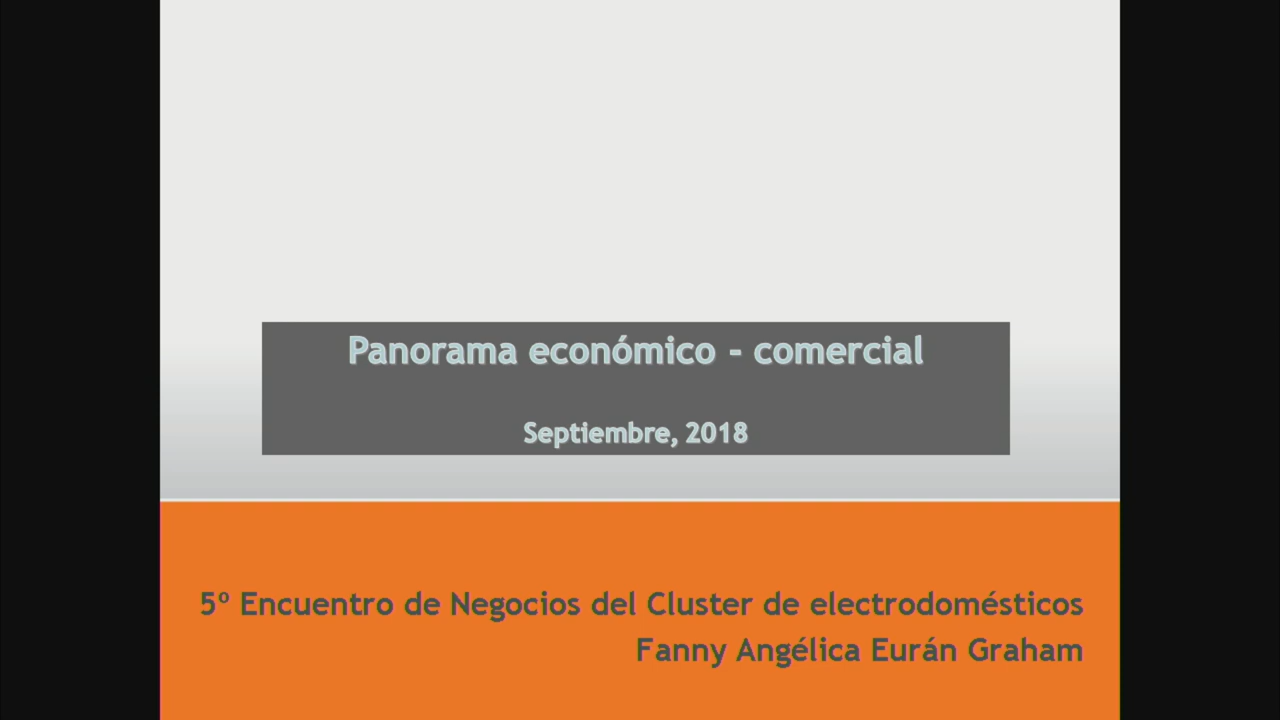 Panorama económico - comercial
Septiembre, 2018
5º Encuentro de Negocios del Cluster de electrodomésticos
Fanny Angélica Eurán Graham